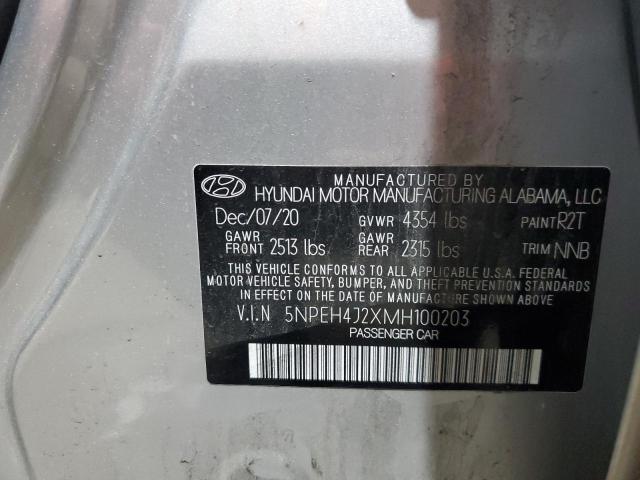 MANUFACTURED BY
HYUNDAI MOTOR MANUFACTURING ALABAMA, LLC
Dec/07/20 GVWR 4354 lbs PAINT R2T
GAWR FRONT 2513 lbs GAWR REAR 2315 lbs TRIM NNB
THIS VEHICLE CONFORMS TO ALL APPLICABLE U.S.A. FEDERAL
MOTOR VEHICLE SAFETY, BUMPER, AND THEFT PREVENTION STANDARDS
IN EFFECT ON THE DATE OF MANUFACTURE SHOWN ABOVE
V.I.N 5NPEH4J2XMH100203
PASSENGER CAR